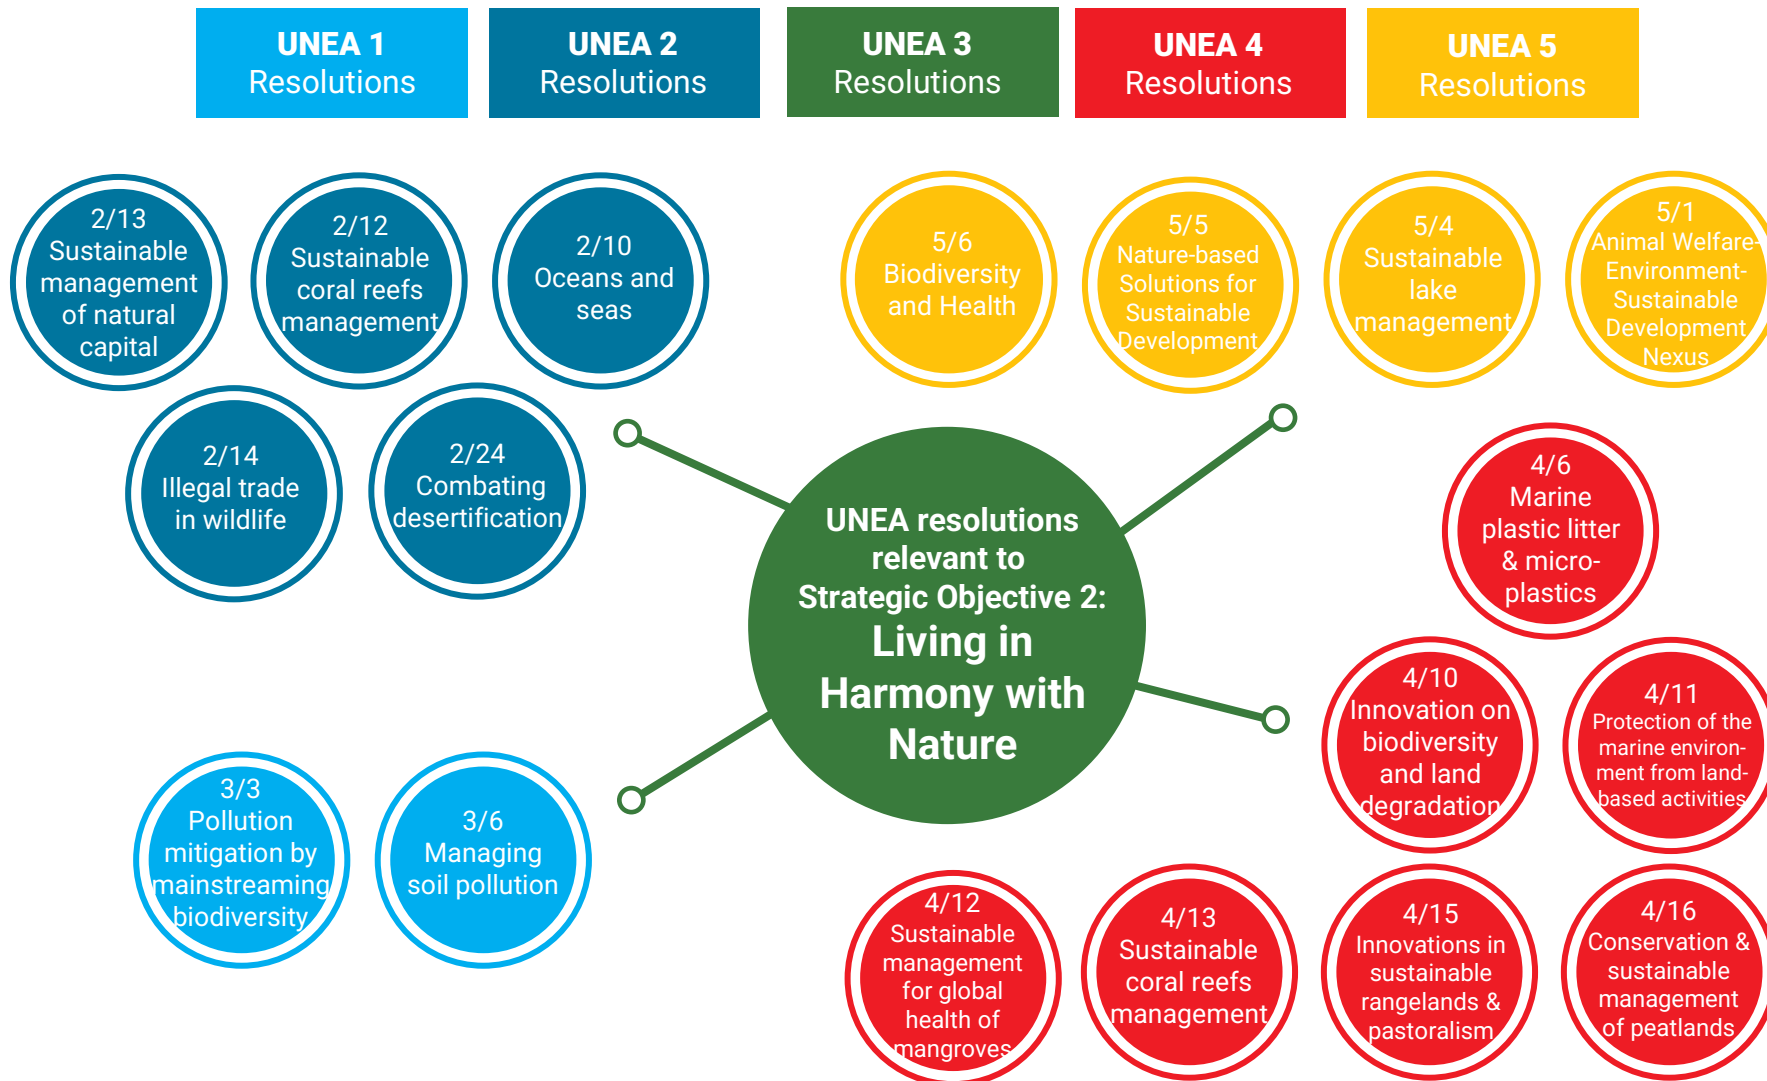 UNEA 1
Resolutions
UNEA 2
Resolutions
UNEA 3
Resolutions
UNEA 4
Resolutions
UNEA 5
Resolutions
2/13
Sustainable
management
of natural
capital
2/12
Sustainable
coral reefs
management
2/10
Oceans and
seas
5/6
Biodiversity
and Health
5/5
Nature-based
Solutions for
Sustainable
Development
5/4
Sustainable
lake
management
5/1
Animal Welfare-
Environment-
Sustainable
Development
Nexus
2/14
Illegal trade
in wildlife
2/24
Combating
desertification
UNEA resolutions
relevant to
Strategic Objective 2:
Living in
Harmony with
Nature
4/6
Marine
plastic litter
& micro-
plastics
4/10
Innovation on
biodiversity
and land
degradation
4/11
Protection of the
marine environ-
ment from land-
based activities
3/3
Pollution
mitigation by
mainstreaming
biodiversity
3/6
Managing
soil pollution
4/12
Sustainable
management
for global
health of
mangroves
4/13
Sustainable
coral reefs
management
4/15
Innovations in
sustainable
rangelands &
pastoralism
4/16
Conservation &
sustainable
management
of peatlands